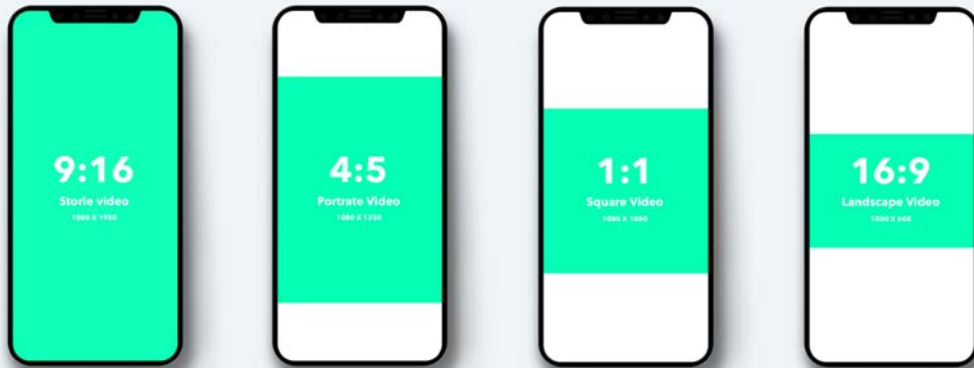 9:16
Storie video
1080 X 1920
4:5
Portrate Video
1080 X 1350
1:1
Square Video
1080 X 1080
16:9
Landscape Video
1080 X 608